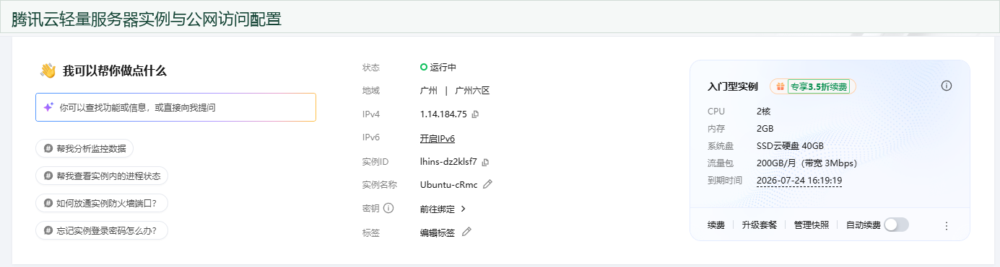 腾讯云轻量服务器实例与公网访问配置
我可以帮你做点什么
你可以查找功能或信息，或直接向我提问
帮我分析监控数据
帮我查看实例内的进程状态
如何放通实例防火墙端口？
忘记实例登录密码怎么办？
状态 运行中
地域 广州 | 广州六区
IPv4 1.14.184.75
IPv6 开启IPv6
实例ID lhins-dz2klsf7
实例名称 Ubuntu-cRmc
密钥 前往绑定
标签 编辑标签
入门型实例 专享3.5折续费
CPU 2核
内存 2GB
系统盘 SSD云硬盘 40GB
流量包 200GB/月（带宽 3Mbps）
到期时间 2026-07-24 16:19:19
续费 升级套餐 管理快照 自动续费